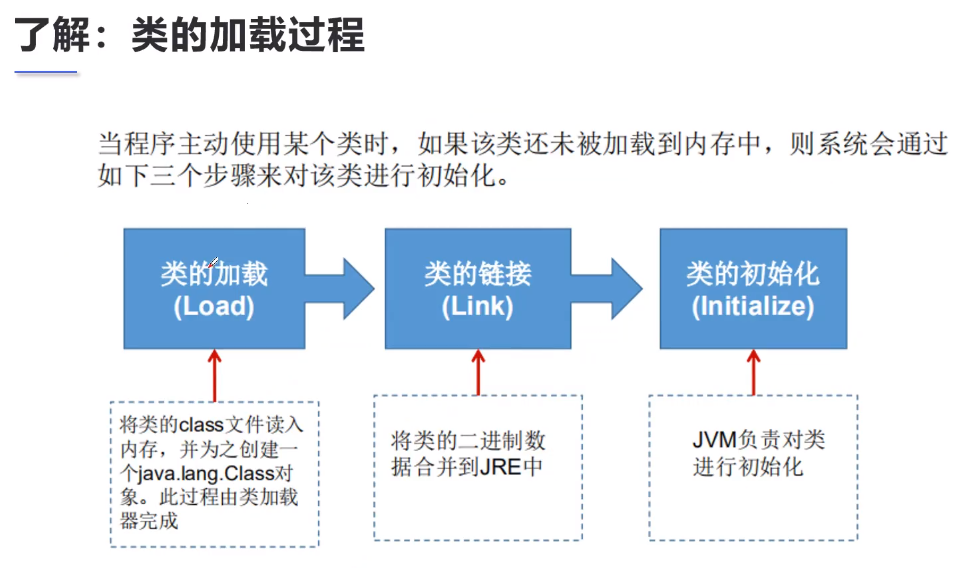 了解：类的加载过程
当程序主动使用某个类时，如果该类还未被加载到内存中，则系统会通过
如下三个步骤来对该类进行初始化。
类的加载
(Load)
类的链接
(Link)
类的初始化
(Initialize)
将类的class文件读入
内存，并为之创建一
个java.lang.Class对
象。此过程由类加载
器完成
将类的二进制数
据合并到JRE中
JVM负责对类
进行初始化